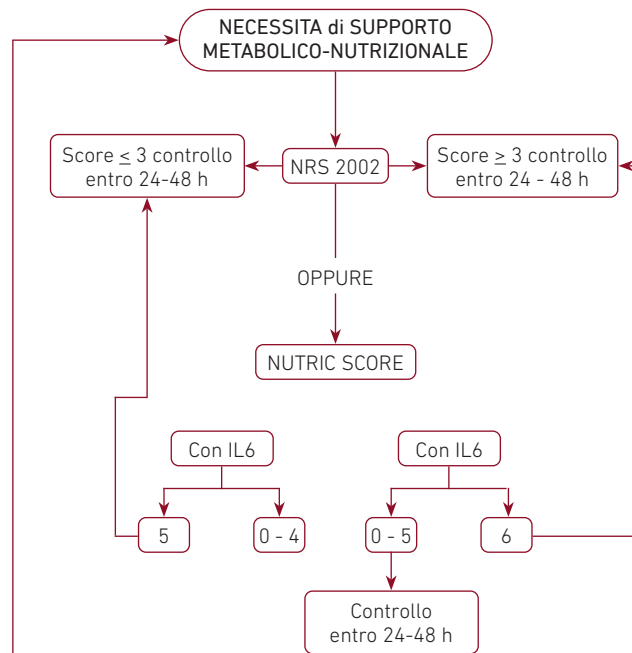 NECESSITA di SUPPORTO
METABOLICO-NUTRIZIONALE
Score ≤ 3 controllo
entro 24-48 h
NRS 2002
Score ≥ 3 controllo
entro 24 - 48 h
OPPURE
NUTRIC SCORE
Con IL6
Con IL6
5
0 - 4
0 - 5
6
Controllo
entro 24-48 h